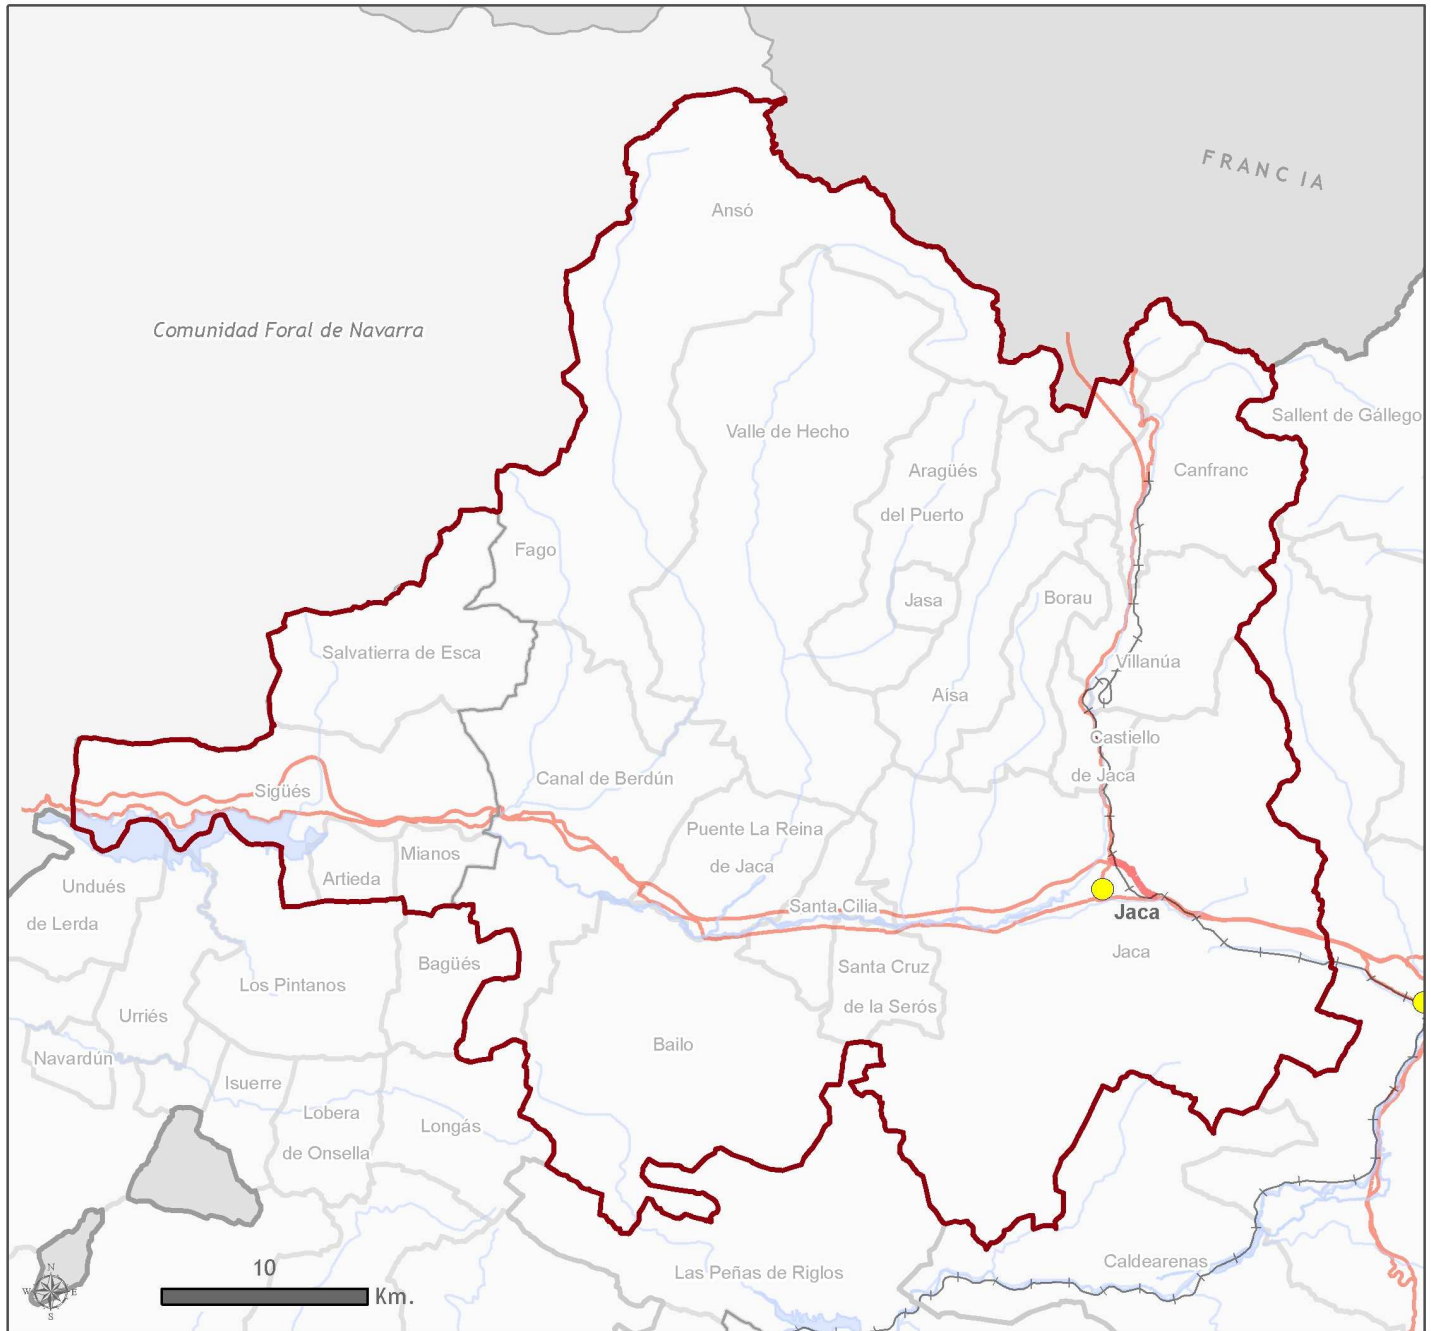 FRANCIA
Ansó
Comunidad Foral de Navarra
Sallent de Gállego
Valle de Hecho
Aragüés
del Puerto
Canfranc
Fago
Jasa
Borau
Salvatierra de Esca
Villanúa
Aísa
Castiello
de Jaca
Canal de Berdún
Sigüés
Puente La Reina
de Jaca
Mianos
Artieda
Undués
de Lerda
Santa Cilia
Jaca
Jaca
Bagüés
Santa Cruz
de la Serós
Los Pintanos
Urriés
Bailo
Navardún
Isuerre
Lobera
de Onsella
Longás
Caldearenas
Las Peñas de Riglos
N
W E
S
10
Km.